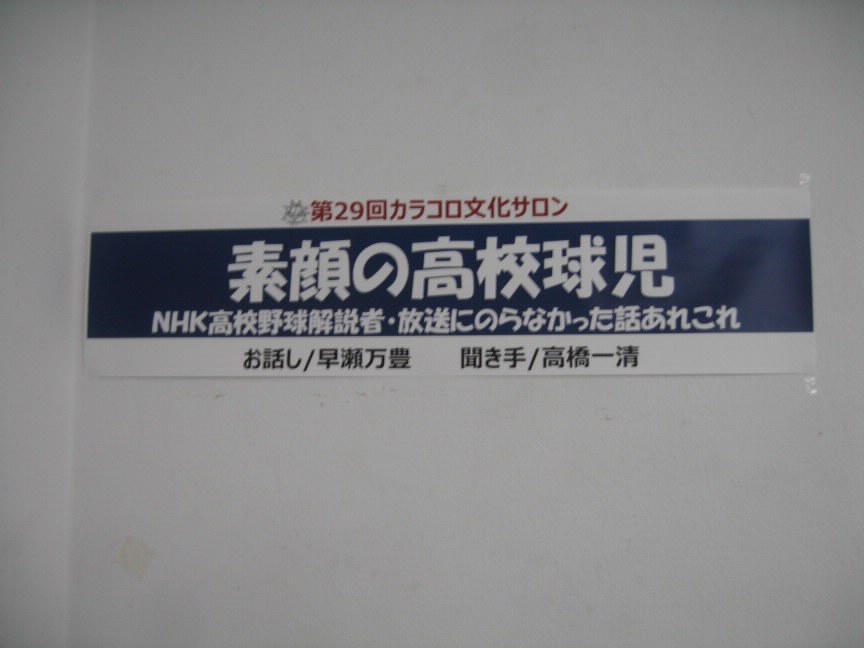 第29回カラコロ文化サロン
素顔の高校球児
NHK高校野球解説者・放送にのらなかった話あれこれ
お話し/早瀬万豊 聞き手/高橋一清